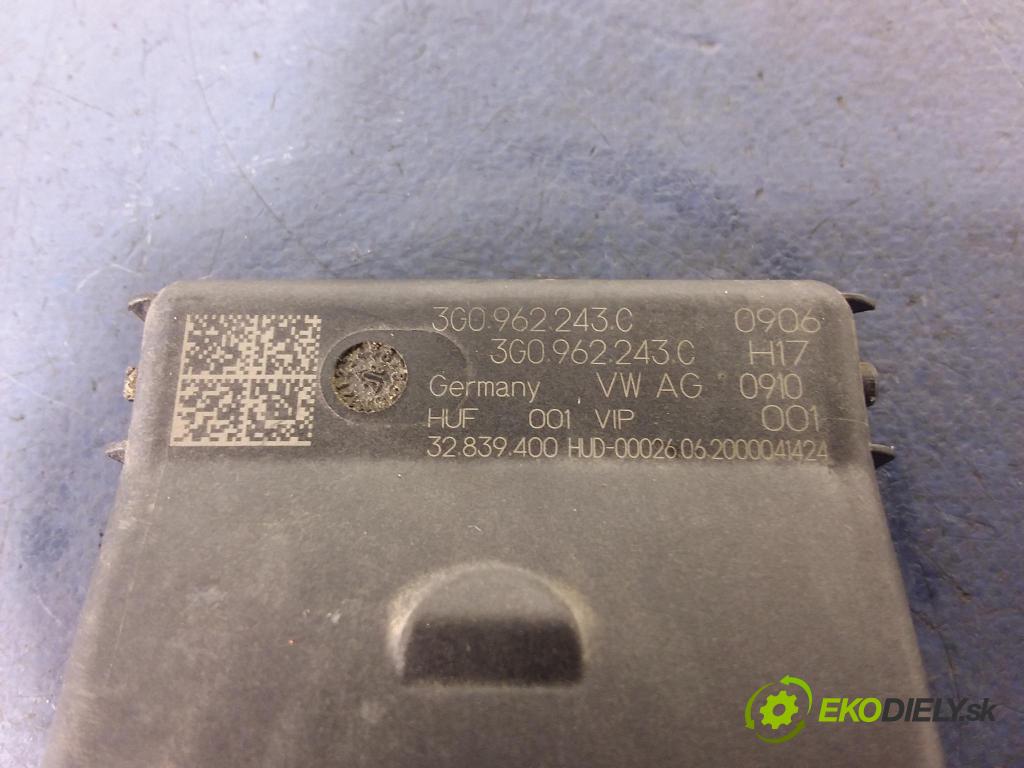 3G0.962.243.C 0906
3G0.962.243.C H17
Germany VW AG 0910
HUF 001 VIP 001
32.839.400 HUD-00026.06.2000041424
EKODIELY.sk